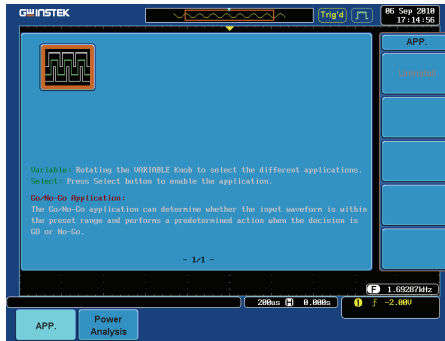 GWINSTEK
Trig'd
06 Sep 2010
17:14:56
APP.
Uninstall
Variable: Rotating the VARIABLE Knob to select the different applications.
Select: Press Select button to enable the application.
Go/No-Go Application:
The Go/No-Go application can determine whether the input waveform is within
the preset range and performs a predetermined action when the decision is
GO or No-Go.
- 1/1 -
F 1.69287kHz
200us H 0.000s
1 -2.00V
APP.
Power
Analysis